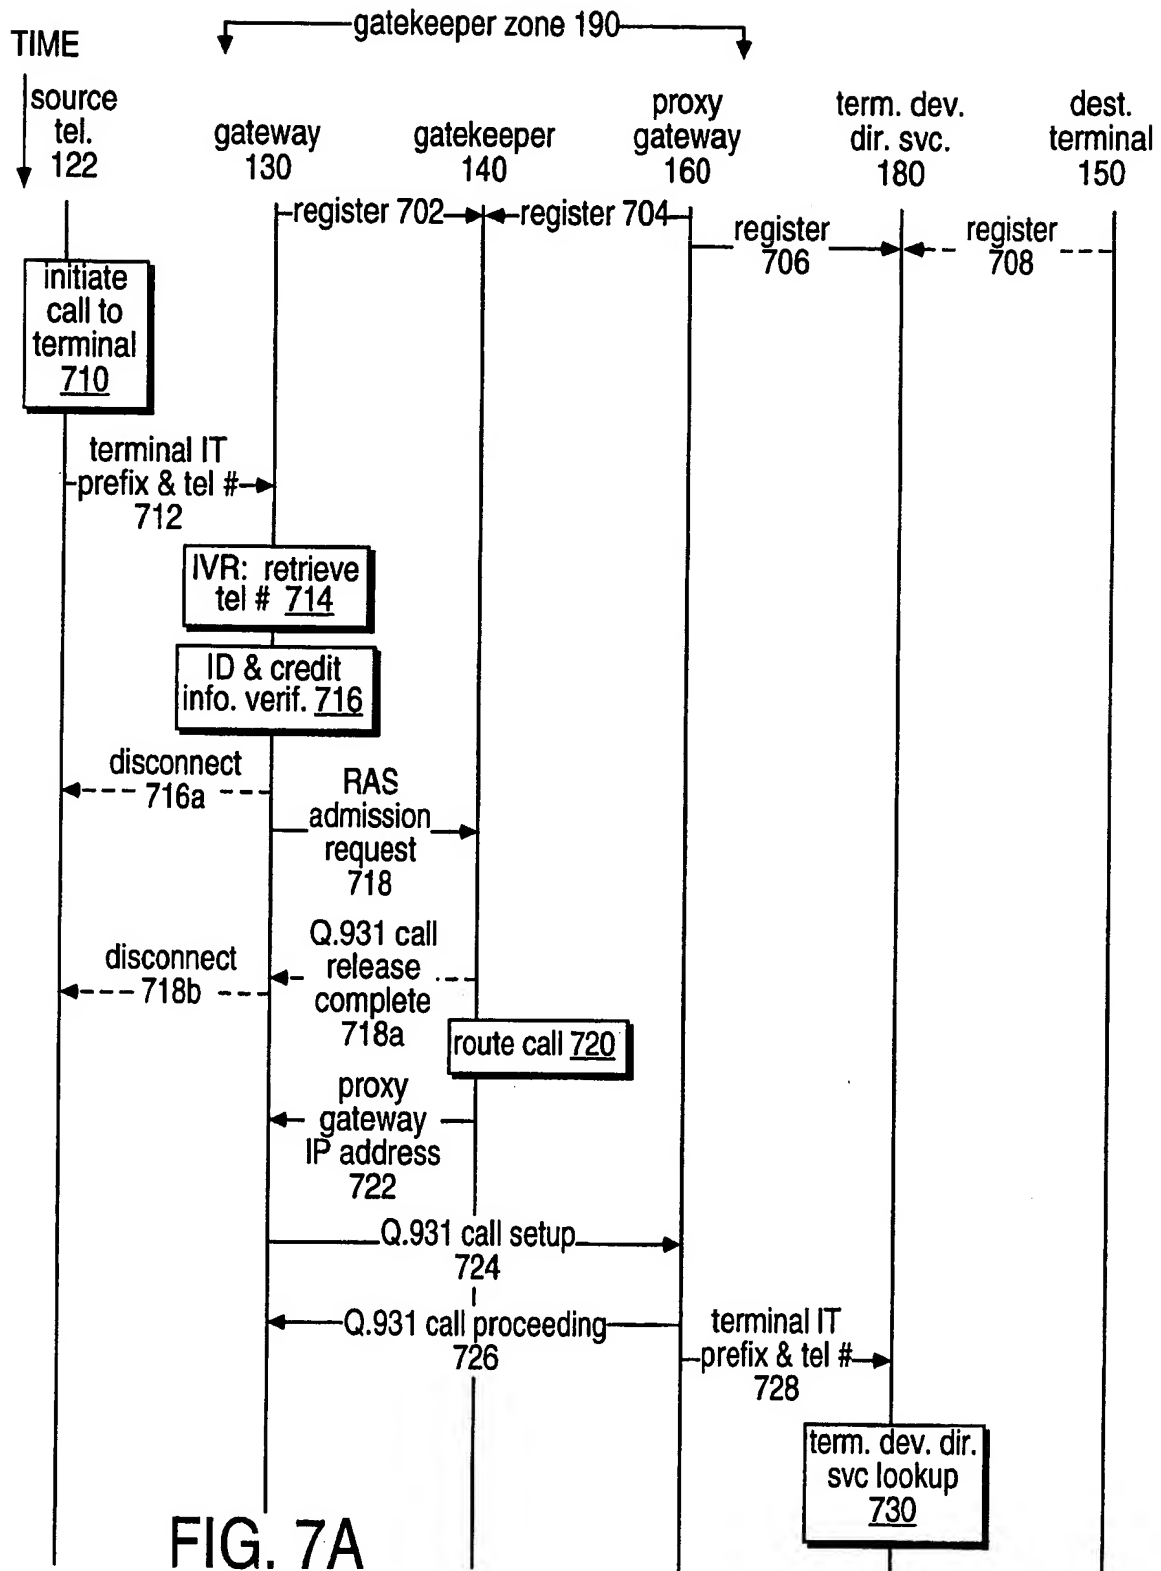 gatekeeper zone 190
TIME
source
tel.
122
gateway
130
gatekeeper
140
proxy
gateway
160
term. dev.
dir. svc.
180
dest.
terminal
150
register 702
register 704
register
706
register
708
initiate
call to
terminal
710
terminal IT
prefix & tel #
712
IVR: retrieve
tel # 714
ID & credit
info. verif. 716
disconnect
716a
RAS
admission
request
718
Q.931 call
release
complete
718a
disconnect
718b
route call 720
proxy
gateway
IP address
722
Q.931 call setup
724
Q.931 call proceeding
726
terminal IT
prefix & tel #
728
term. dev. dir.
svc lookup
730
FIG. 7A